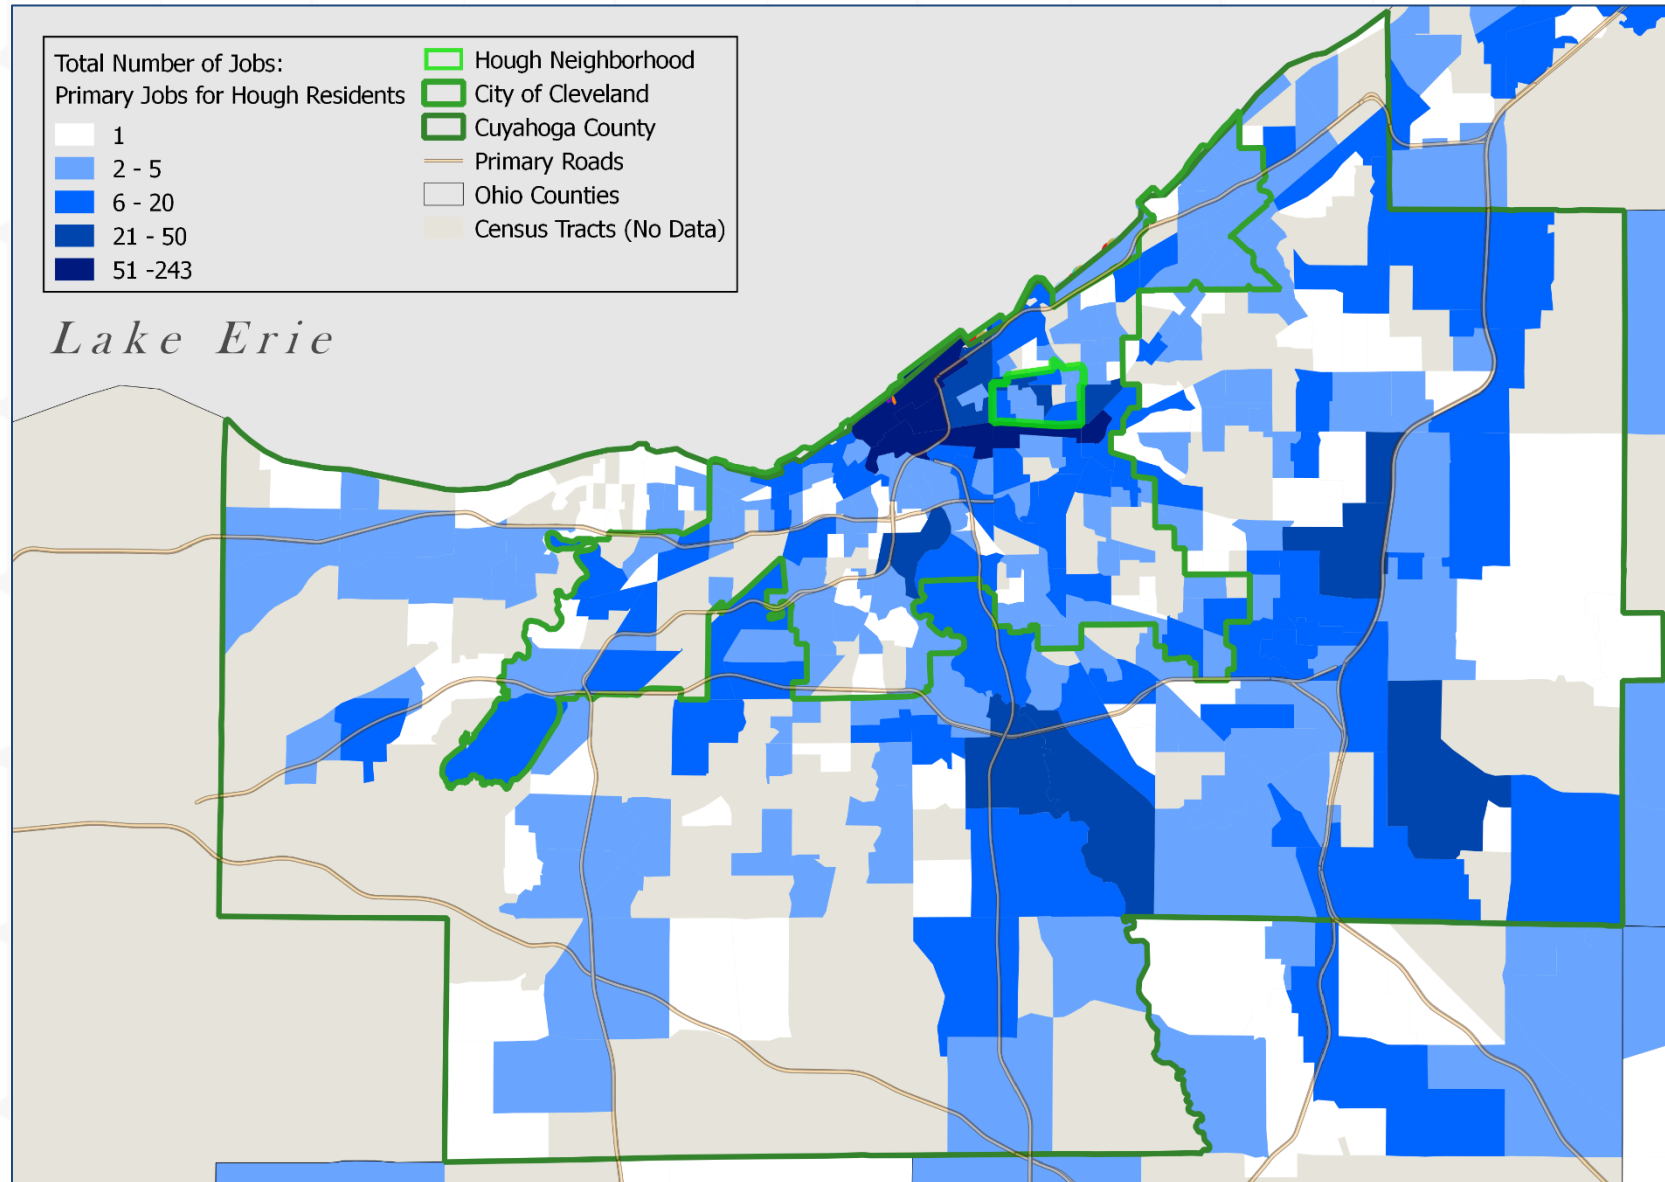 Total Number of Jobs:
Primary Jobs for Hough Residents
1
2 - 5
6 - 20
21 - 50
51 -243
Hough Neighborhood
City of Cleveland
Cuyahoga County
Primary Roads
Ohio Counties
Census Tracts (No Data)
Lake Erie